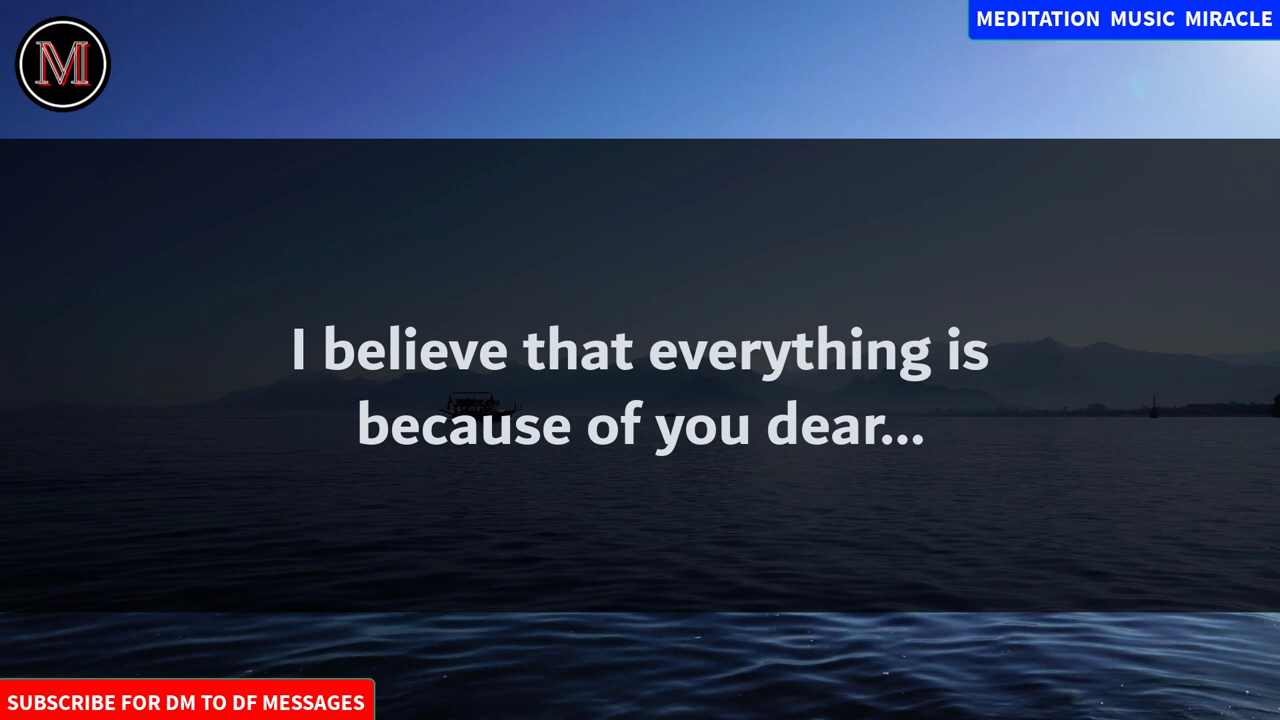 M
MEDITATION MUSIC MIRACLE
I believe that everything is
because of you dear...
SUBSCRIBE FOR DM TO DF MESSAGES